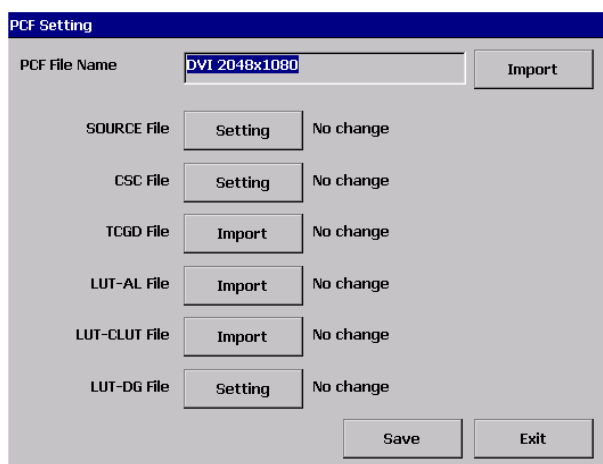 PCF Setting
PCF File Name DVI 2048x1080 Import
SOURCE File Setting No change
CSC File Setting No change
TCGD File Import No change
LUT-AL File Import No change
LUT-CLUT File Import No change
LUT-DG File Setting No change
Save Exit